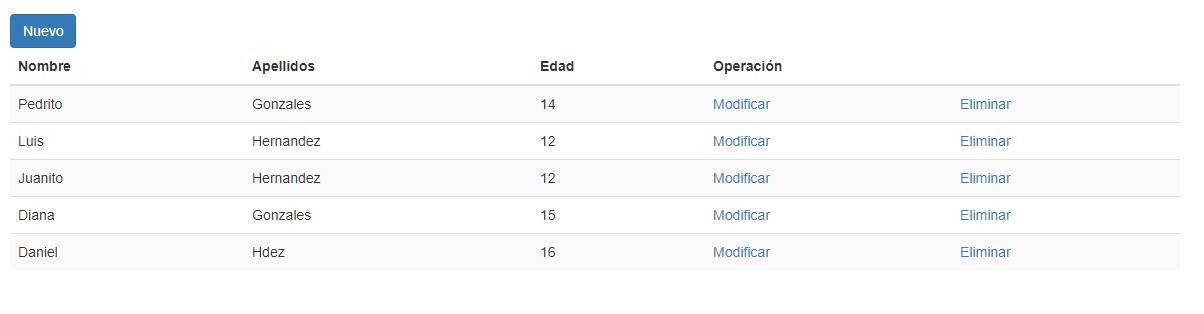 Nuevo
Nombre Apellidos Edad Operación
Pedrito Gonzales 14 Modificar Eliminar
Luis Hernandez 12 Modificar Eliminar
Juanito Hernandez 12 Modificar Eliminar
Diana Gonzales 15 Modificar Eliminar
Daniel Hdez 16 Modificar Eliminar